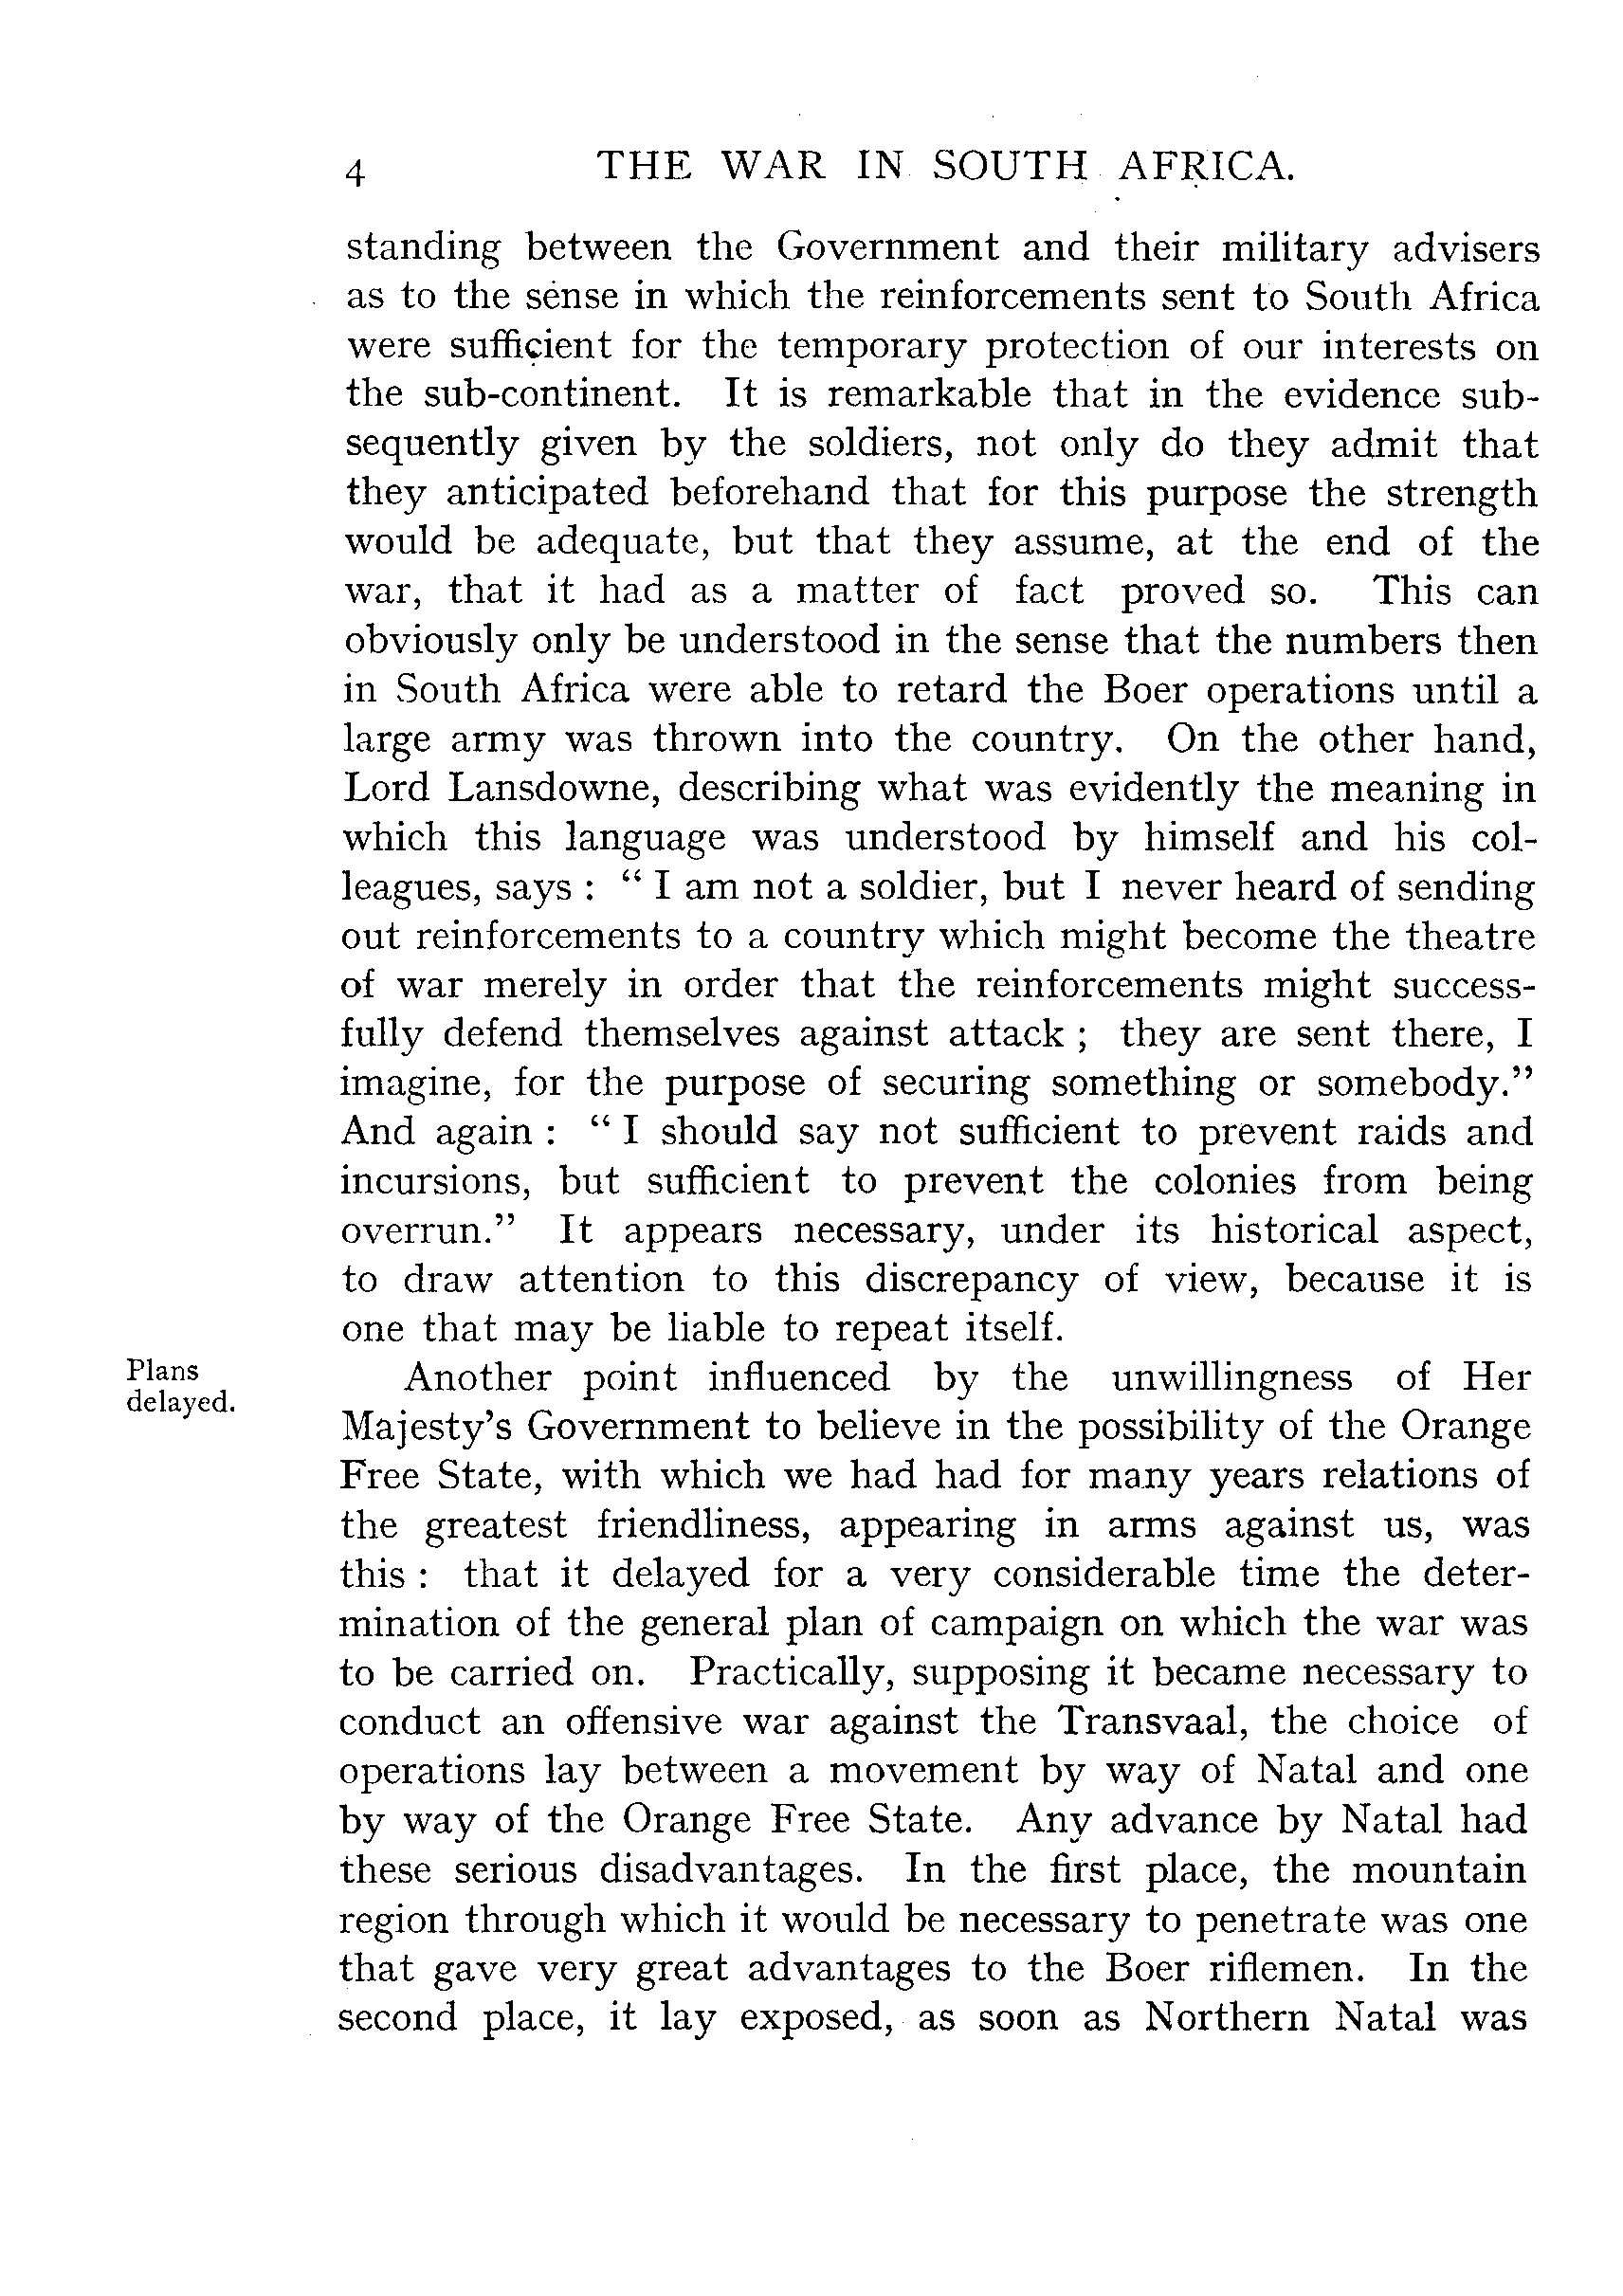 4 THE WAR IN SOUTH AFRICA.
standing between the Government and their military advisers
as to the sense in which the reinforcements sent to South Africa
were sufficient for the temporary protection of our interests on
the sub-continent. It is remarkable that in the evidence sub-
sequently given by the soldiers, not only do they admit that
they anticipated beforehand that for this purpose the strength
would be adequate, but that they assume, at the end of the
war, that it had as a matter of fact proved so. This can
obviously only be understood in the sense that the numbers then
in South Africa were able to retard the Boer operations until a
large army was thrown into the country. On the other hand,
Lord Lansdowne, describing what was evidently the meaning in
which this language was understood by himself and his col-
leagues, says : “ I am not a soldier, but I never heard of sending
out reinforcements to a country which might become the theatre
of war merely in order that the reinforcements might success-
fully defend themselves against attack ; they are sent there, I
imagine, for the purpose of securing something or somebody.”
And again : “ I should say not sufficient to prevent raids and
incursions, but sufficient to prevent the colonies from being
overrun.” It appears necessary, under its historical aspect,
to draw attention to this discrepancy of view, because it is
one that may be liable to repeat itself.
Plans
delayed.
Another point influenced by the unwillingness of Her
Majesty’s Government to believe in the possibility of the Orange
Free State, with which we had had for many years relations of
the greatest friendliness, appearing in arms against us, was
this : that it delayed for a very considerable time the deter-
mination of the general plan of campaign on which the war was
to be carried on. Practically, supposing it became necessary to
conduct an offensive war against the Transvaal, the choice of
operations lay between a movement by way of Natal and one
by way of the Orange Free State. Any advance by Natal had
these serious disadvantages. In the first place, the mountain
region through which it would be necessary to penetrate was one
that gave very great advantages to the Boer riflemen. In the
second place, it lay exposed, as soon as Northern Natal was